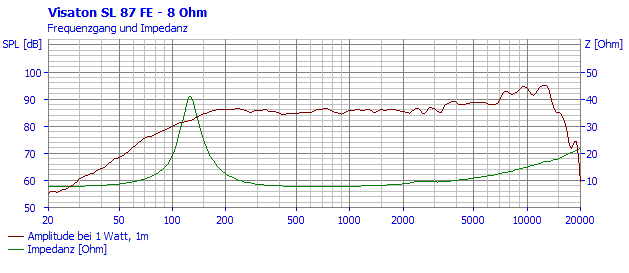 Visaton SL 87 FE - 8 Ohm
Frequenzgang und Impedanz
SPL [dB] Z [Ohm]
100 50
90 40
80 30
70 20
60 10
50
20 50 100 200 500 1000 2000 5000 10000 20000
Amplitude bei 1 Watt, 1m
Impedanz [Ohm]